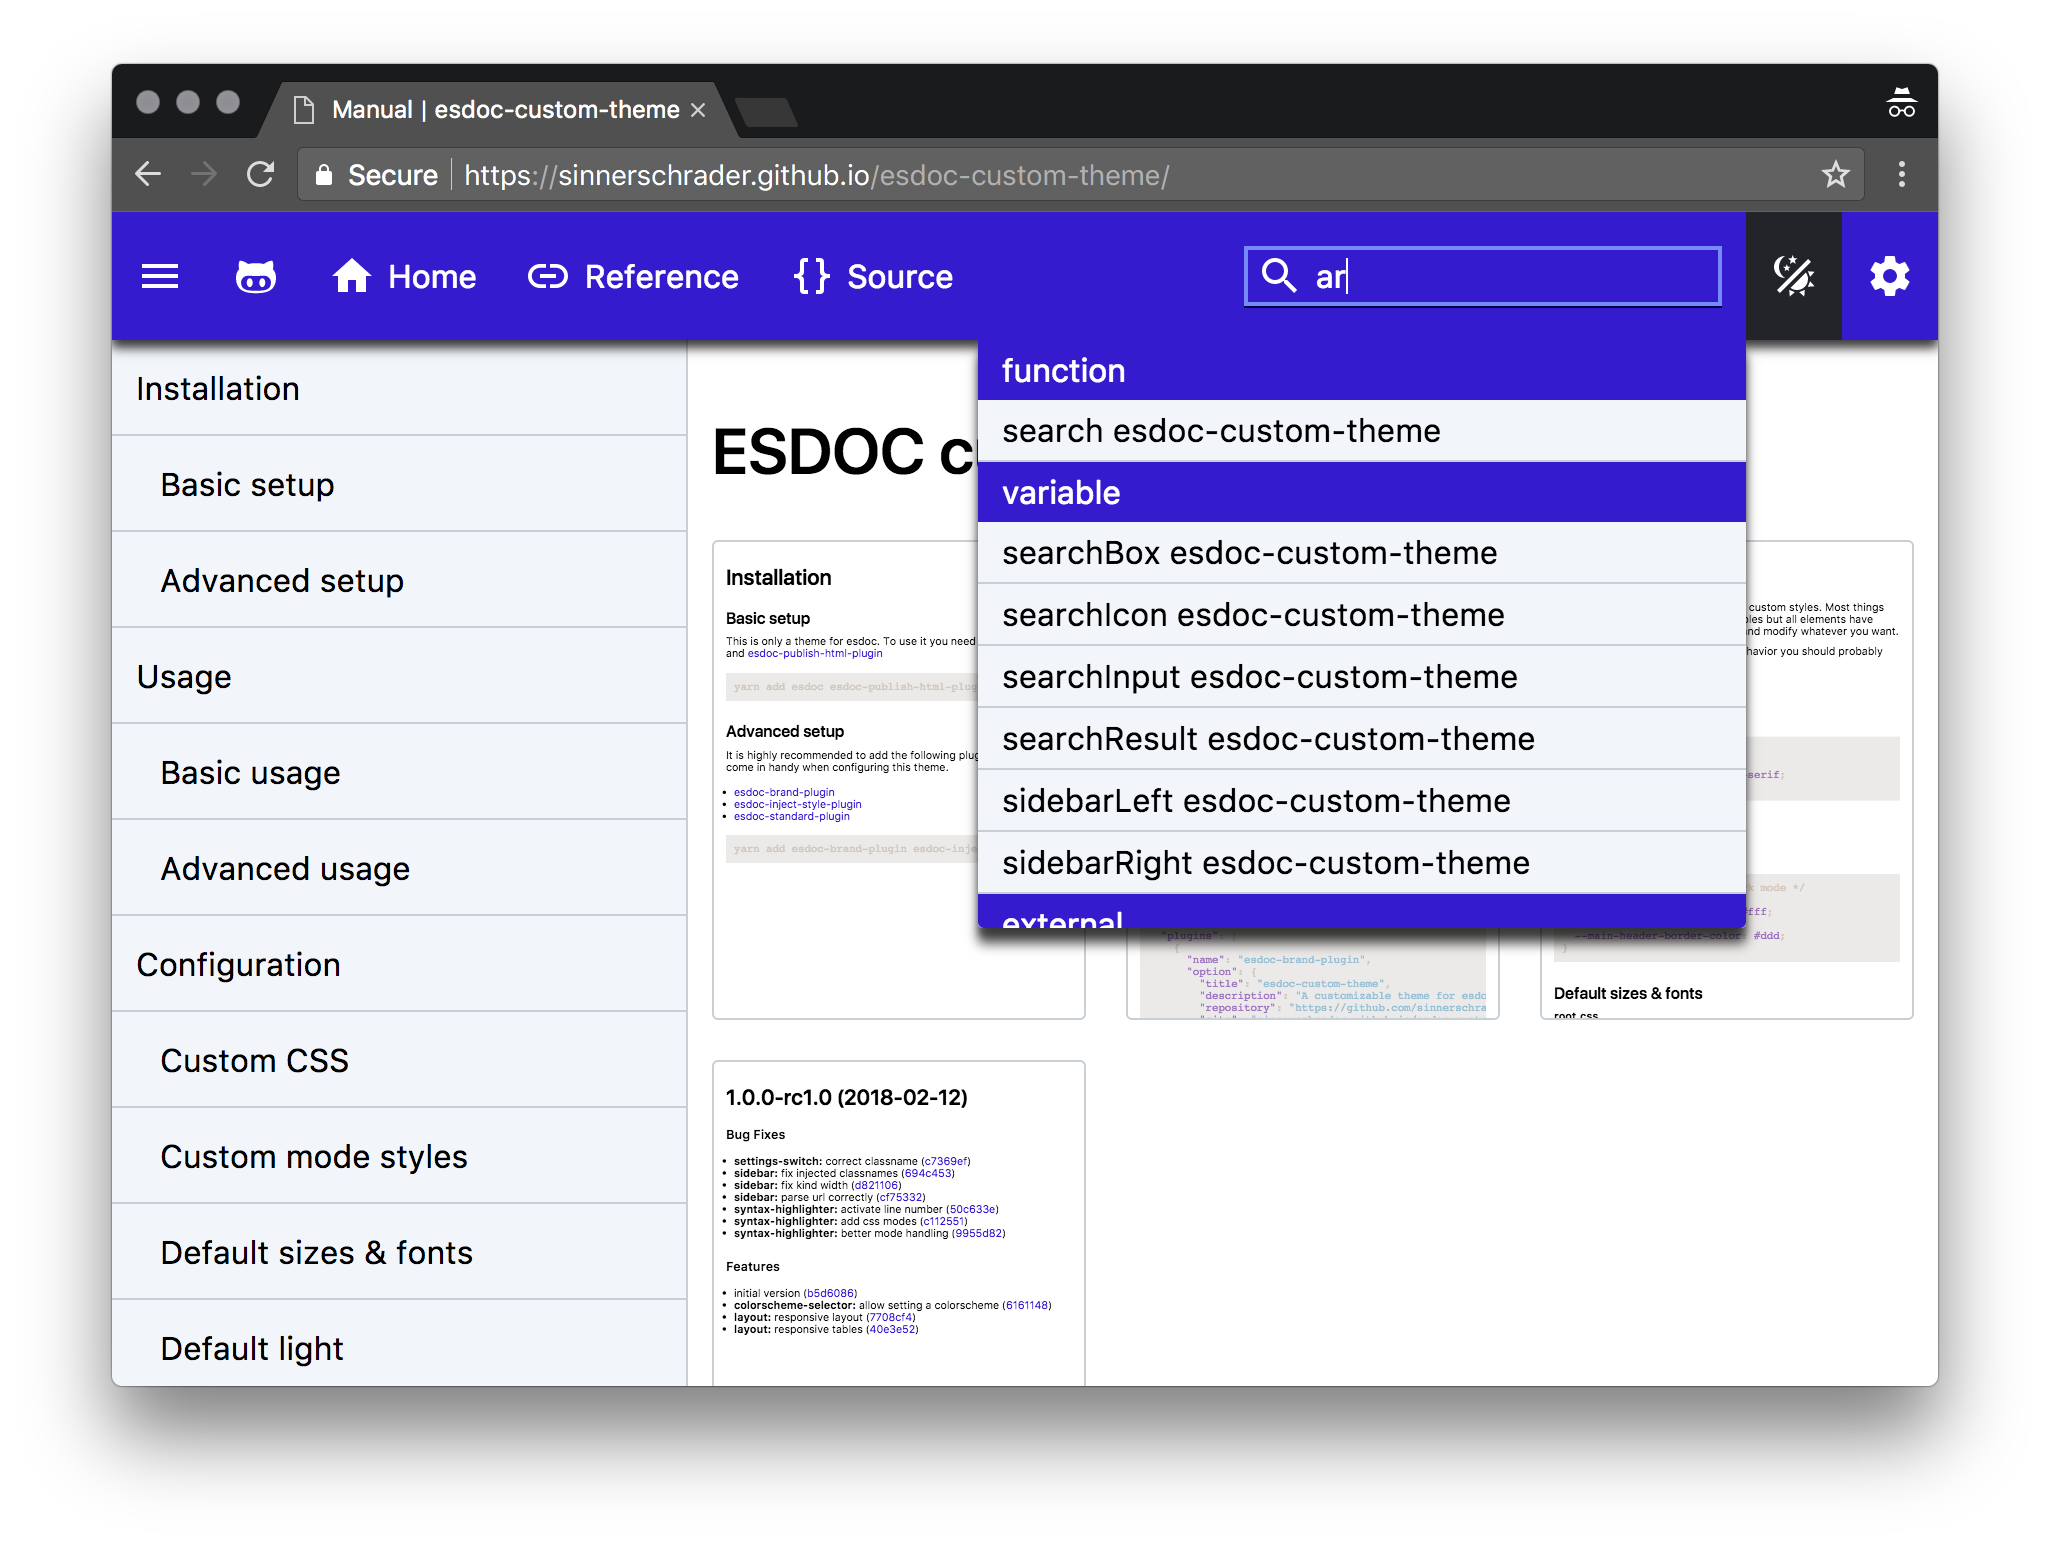 Manual | esdoc-custom-theme
Secure
https://sinnerschrader.github.io/esdoc-custom-theme/
Home
Reference
Source
ar
Installation
Basic setup
Advanced setup
Usage
Basic usage
Advanced usage
Configuration
Custom CSS
Custom mode styles
Default sizes & fonts
Default light
function
search esdoc-custom-theme
variable
searchBox esdoc-custom-theme
searchIcon esdoc-custom-theme
searchInput esdoc-custom-theme
searchResult esdoc-custom-theme
sidebarLeft esdoc-custom-theme
sidebarRight esdoc-custom-theme
external
ESDOC
Installation
Basic setup
This is only a theme for esdoc. To use it you need
and esdoc-publish-html-plugin
yarn add esdoc esdoc-publish-html-plug
Advanced setup
It is highly recommended to add the following plug
come in handy when configuring this theme.
• esdoc-brand-plugin
• esdoc-inject-style-plugin
• esdoc-standard-plugin
yarn add esdoc-brand-plugin esdoc-inje
"plugins": [
{
"name": "esdoc-brand-plugin",
"option": {
"title": "esdoc-custom-theme",
"description": "A customizable theme for esdo
"repository": "https://github.com/sinnerschra
custom styles. Most things
les but all elements have
nd modify whatever you want.
havior you should probably
serif;
k mode */
fff;
--main-header-border-color: #ddd;
}
Default sizes & fonts
root.css
1.0.0-rc1.0 (2018-02-12)
Bug Fixes
• settings-switch: correct classname (c7369ef)
• sidebar: fix injected classnames (694c453)
• sidebar: fix kind width (d821106)
• sidebar: parse url correctly (cf75332)
• syntax-highlighter: activate line number (50c633e)
• syntax-highlighter: add css modes (c112551)
• syntax-highlighter: better mode handling (9955d82)
Features
• initial version (b5d6086)
• colorscheme-selector: allow setting a colorscheme (6161148)
• layout: responsive layout (7708cf4)
• layout: responsive tables (40e3e52)